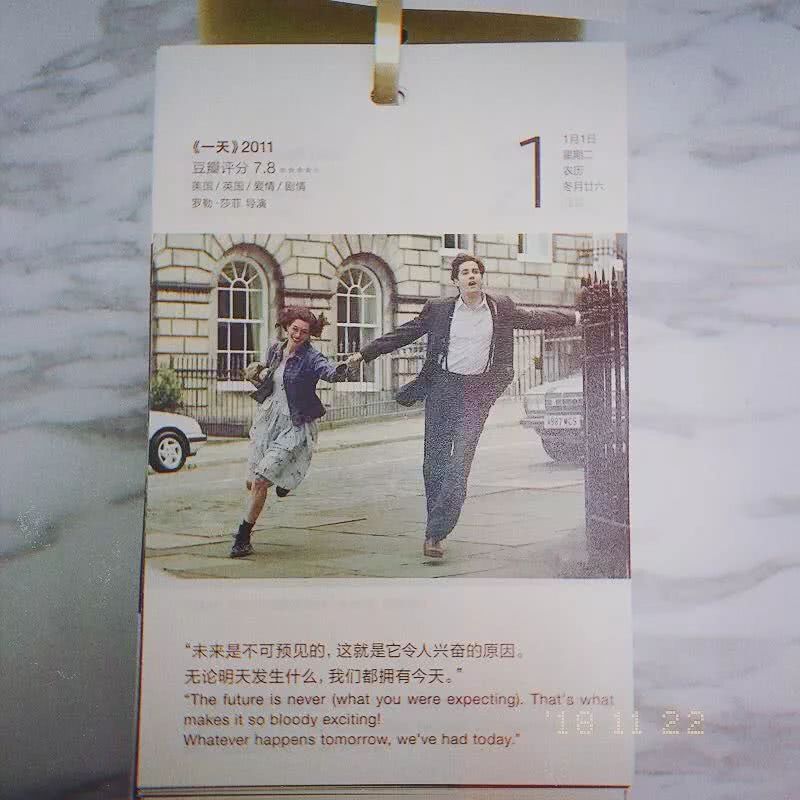 《一天》2011
豆瓣评分 7.8
美国 / 英国 / 爱情 / 剧情
罗勒·莎菲 导演
1
1月1日
星期二
农历
冬月廿六
“未来是不可预见的，这就是它令人兴奋的原因。
无论明天发生什么，我们都拥有今天。”
“The future is never (what you were expecting). That's what
makes it so bloody exciting!
Whatever happens tomorrow, we've had today.”
'18 11 22